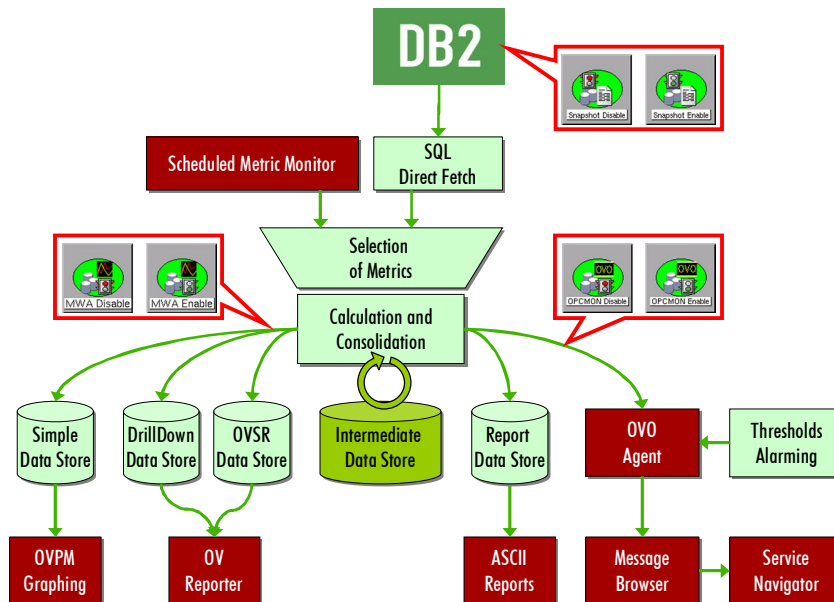 DB2
Snapshot Disable
Snapshot Enable
Scheduled Metric Monitor
SQL
Direct Fetch
Selection
of Metrics
MWA Disable
MWA Enable
OVO
OVO
OPCMON Disable
OPCMON Enable
Calculation and
Consolidation
Simple
Data Store
DrillDown
Data Store
OVSR
Data Store
Intermediate
Data Store
Report
Data Store
OVO
Agent
Thresholds
Alarming
OVPM
Graphing
OV
Reporter
ASCII
Reports
Message
Browser
Service
Navigator